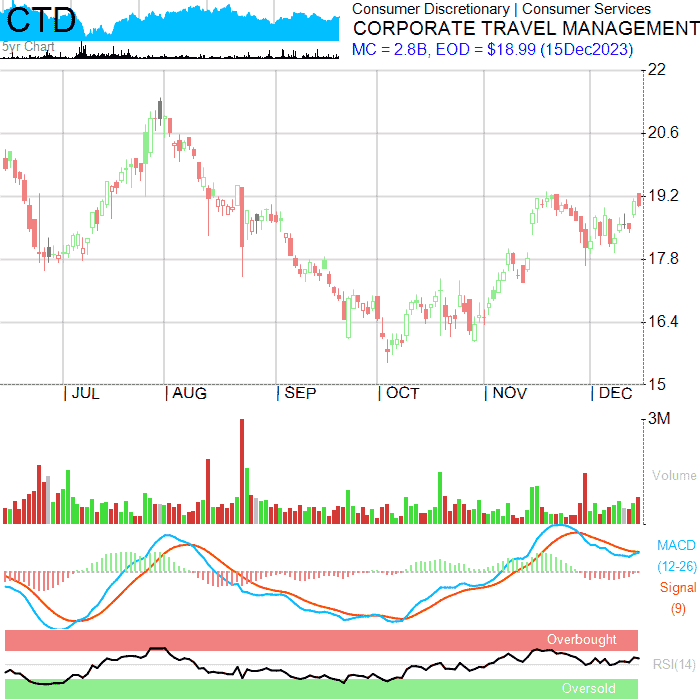 CTD
5yr Chart
Consumer Discretionary | Consumer Services
CORPORATE TRAVEL MANAGEMENT
MC = 2.8B, EOD = $18.99 (15Dec2023)
22
20.6
19.2
17.8
16.4
15
| JUL | AUG | SEP | OCT | NOV | DEC
3M
Volume
MACD
(12-26)
Signal
(9)
Overbought
RSI(14)
Oversold